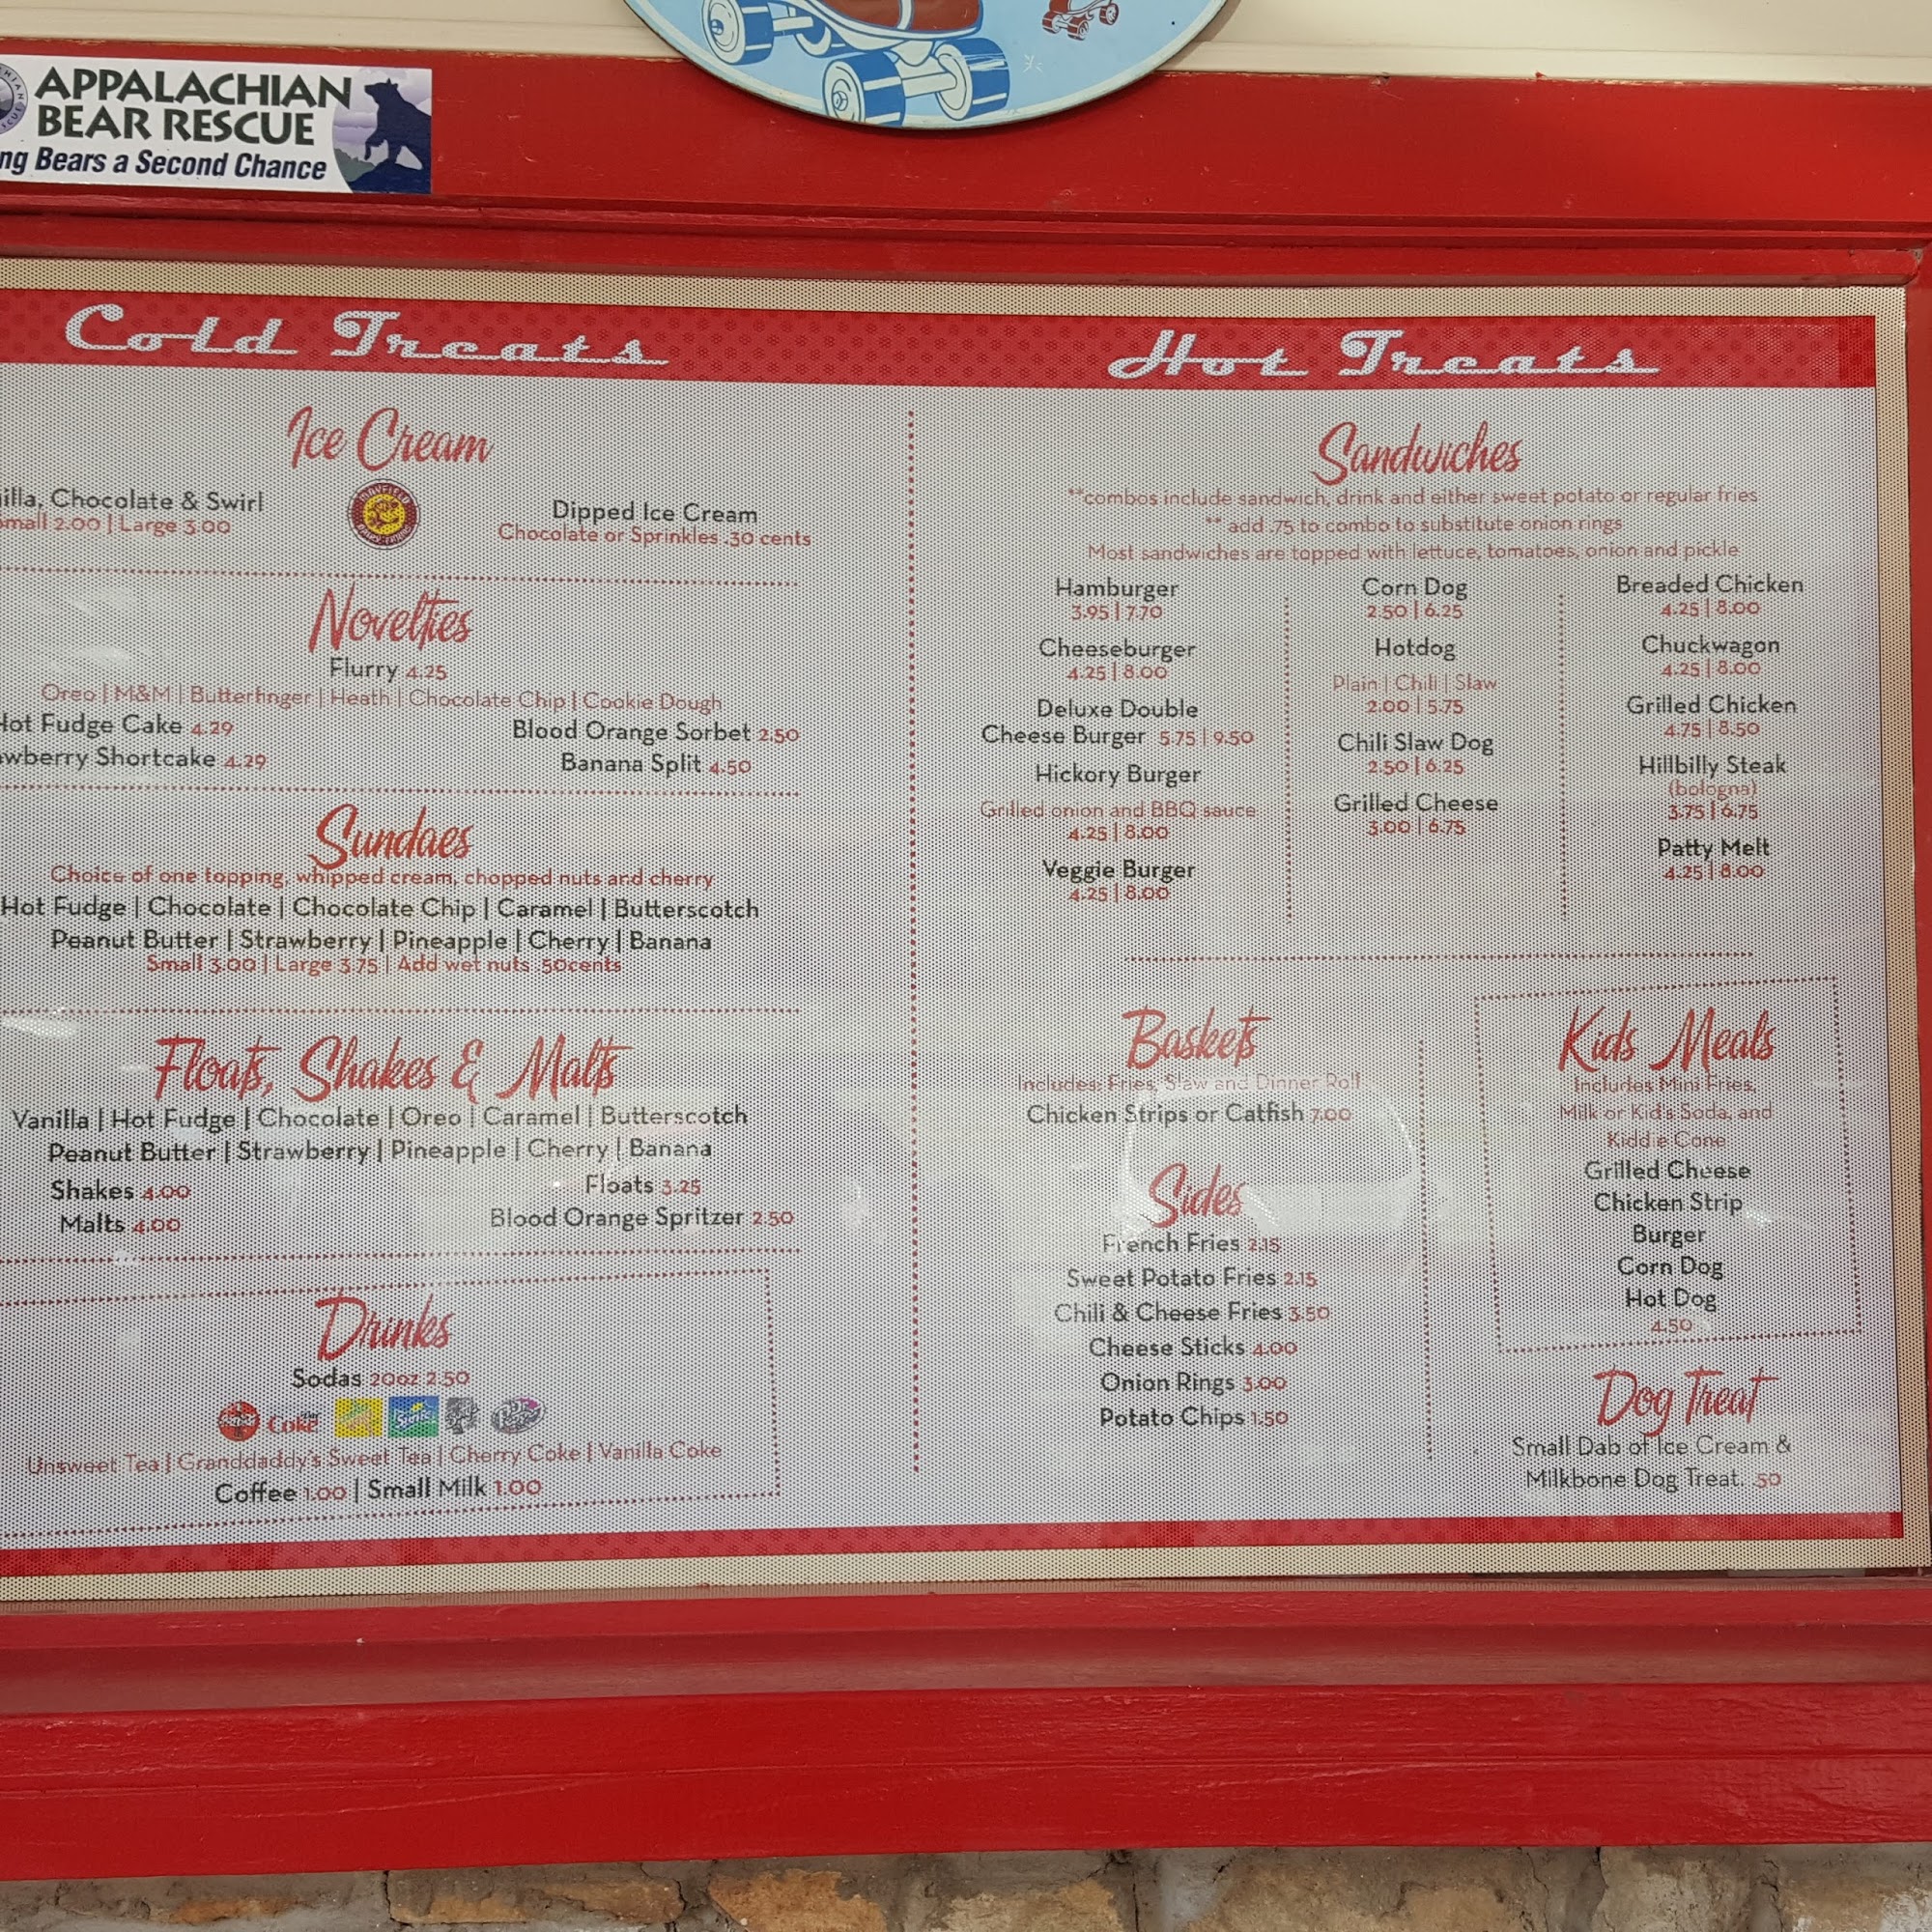 APPALACHIAN
BEAR RESCUE
ng Bears a Second Chance
Cold Treats
Ice Cream
illa, Chocolate & Swirl
mall 2.00 | Large 3.00
MAYFIELD
Dipped Ice Cream
Chocolate or Sprinkles .30 cents
Novelties
Flurry 4.25
Oreo | M&M | Butterfinger | Heath | Chocolate Chip | Cookie Dough
Hot Fudge Cake 4.29
wberry Shortcake 4.29
Blood Orange Sorbet 2.50
Banana Split 4.50
Sundaes
Choice of one topping, whipped cream, chopped nuts and cherry
Hot Fudge | Chocolate | Chocolate Chip | Caramel | Butterscotch
Peanut Butter | Strawberry | Pineapple | Cherry | Banana
Small 3.00 | Large 3.75 | Add wet nuts .50cents
Floats, Shakes & Malts
Vanilla | Hot Fudge | Chocolate | Oreo | Caramel | Butterscotch
Peanut Butter | Strawberry | Pineapple | Cherry | Banana
Shakes 4.00
Malts 4.00
Floats 3.25
Blood Orange Spritzer 2.50
Drinks
Sodas 20oz 2.50
Coke
Sprite
Dr Pepper
Unsweet Tea | Granddaddy's Sweet Tea | Cherry Coke | Vanilla Coke
Coffee 1.00 | Small Milk 1.00
Hot Treats
Sandwiches
**combos include sandwich, drink and either sweet potato or regular fries
** add .75 to combo to substitute onion rings
Most sandwiches are topped with lettuce, tomatoes, onion and pickle
Hamburger
3.95 | 7.70
Cheeseburger
4.25 | 8.00
Deluxe Double
Cheese Burger 5.75 | 9.50
Hickory Burger
Grilled onion and BBQ sauce
4.25 | 8.00
Veggie Burger
4.25 | 8.00
Corn Dog
2.50 | 6.25
Hotdog
Plain | Chili | Slaw
2.00 | 5.75
Chili Slaw Dog
2.50 | 6.25
Grilled Cheese
3.00 | 6.75
Breaded Chicken
4.25 | 8.00
Chuckwagon
4.25 | 8.00
Grilled Chicken
4.75 | 8.50
Hillbilly Steak
(bologna)
3.75 | 6.75
Patty Melt
4.25 | 8.00
Baskets
Includes: Fries, Slaw and Dinner Roll
Chicken Strips or Catfish 7.00
Sides
French Fries 2.15
Sweet Potato Fries 2.15
Chili & Cheese Fries 3.50
Cheese Sticks 4.00
Onion Rings 3.00
Potato Chips 1.50
Kids Meals
Includes Mini Fries,
Milk or Kid's Soda, and
Kiddie Cone
Grilled Cheese
Chicken Strip
Burger
Corn Dog
Hot Dog
4.50
Dog Treat
Small Dab of Ice Cream &
Milkbone Dog Treat. .50